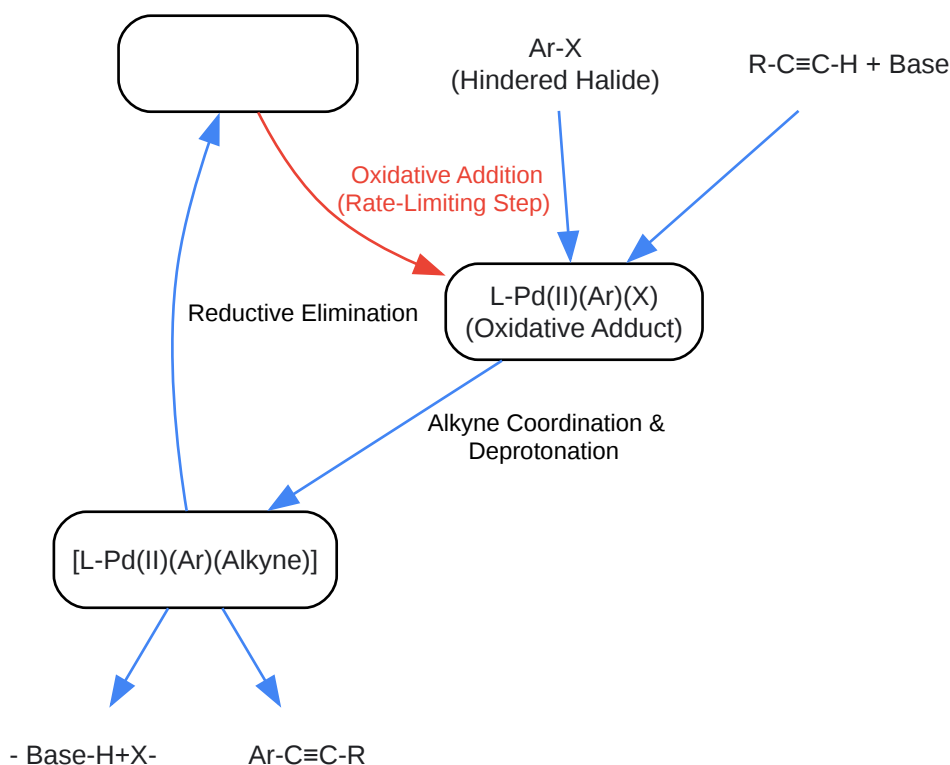 Ar-X
(Hindered Halide)
R-C≡C-H + Base
Oxidative Addition
(Rate-Limiting Step)
L-Pd(II)(Ar)(X)
(Oxidative Adduct)
Reductive Elimination
Alkyne Coordination &
Deprotonation
[L-Pd(II)(Ar)(Alkyne)]
- Base-H+X-
Ar-C≡C-R